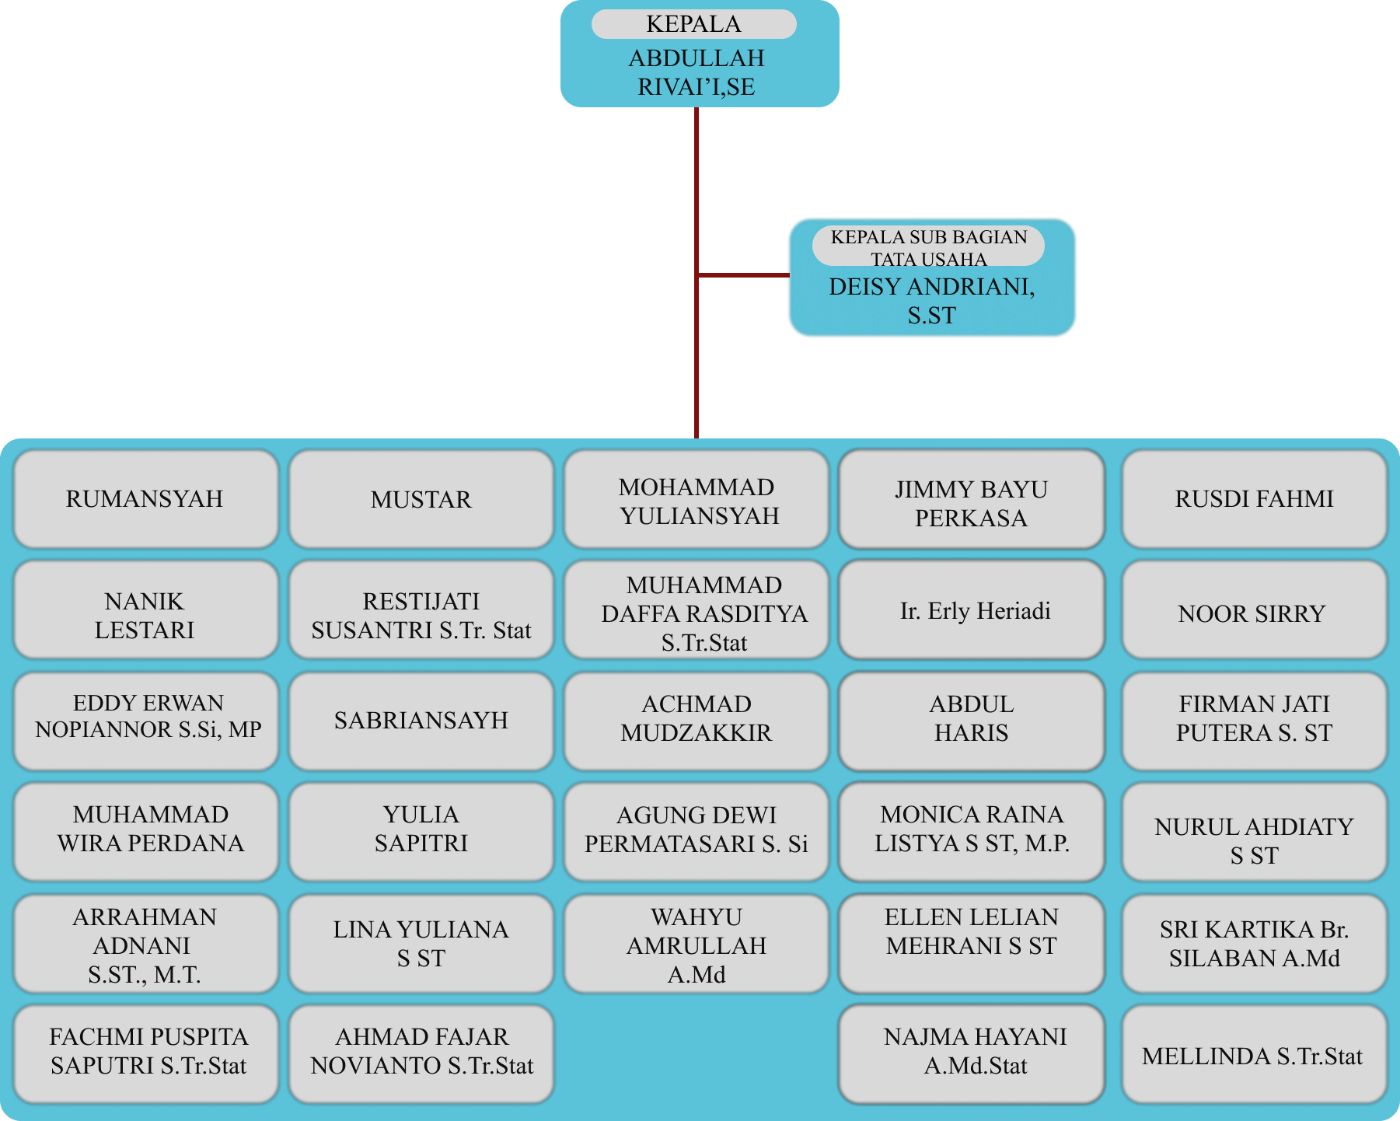 KEPALA
ABDULLAH
RIVAI’I,SE
KEPALA SUB BAGIAN
TATA USAHA
DEISY ANDRIANI,
S.ST
RUMANSYAH
MUSTAR
MOHAMMAD
YULIANSYAH
JIMMY BAYU
PERKASA
RUSDI FAHMI
NANIK
LESTARI
RESTIJATI
SUSANTRI S.Tr. Stat
MUHAMMAD
DAFFA RASDITYA
S.Tr.Stat
Ir. Erly Heriadi
NOOR SIRRY
EDDY ERWAN
NOPIANNOR S.Si, MP
SABRIANSAYH
ACHMAD
MUDZAKKIR
ABDUL
HARIS
FIRMAN JATI
PUTERA S. ST
MUHAMMAD
WIRA PERDANA
YULIA
SAPITRI
AGUNG DEWI
PERMATASARI S. Si
MONICA RAINA
LISTYA S ST, M.P.
NURUL AHDIATY
S ST
ARRAHMAN
ADNANI
S.ST., M.T.
LINA YULIANA
S ST
WAHYU
AMRULLAH
A.Md
ELLEN LELIAN
MEHRANI S ST
SRI KARTIKA Br.
SILABAN A.Md
FACHMI PUSPITA
SAPUTRI S.Tr.Stat
AHMAD FAJAR
NOVIANTO S.Tr.Stat
NAJMA HAYANI
A.Md.Stat
MELLINDA S.Tr.Stat